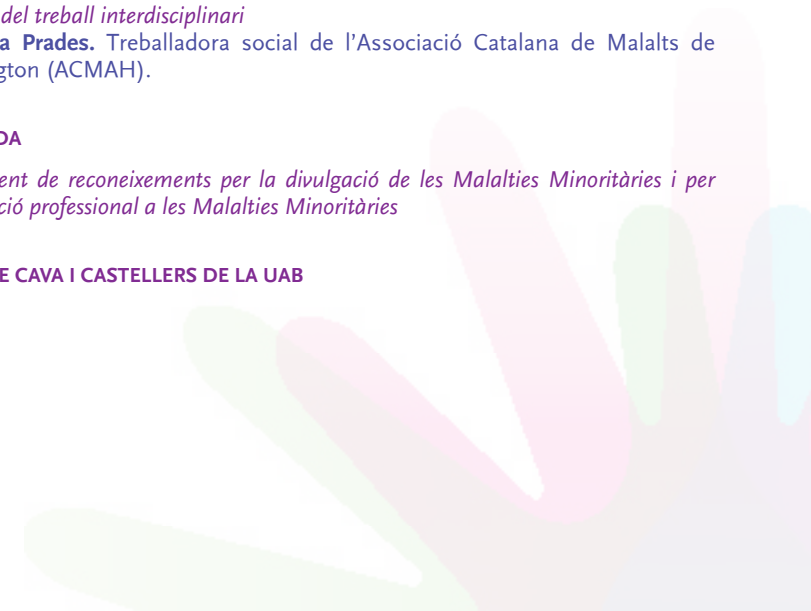 del treball interdisciplinari
a Prades. Treballadora social de l’Associació Catalana de Malalts de
gton (ACMAH).
DA
ent de reconeixements per la divulgació de les Malalties Minoritàries i per
ció professional a les Malalties Minoritàries
E CAVA I CASTELLERS DE LA UAB